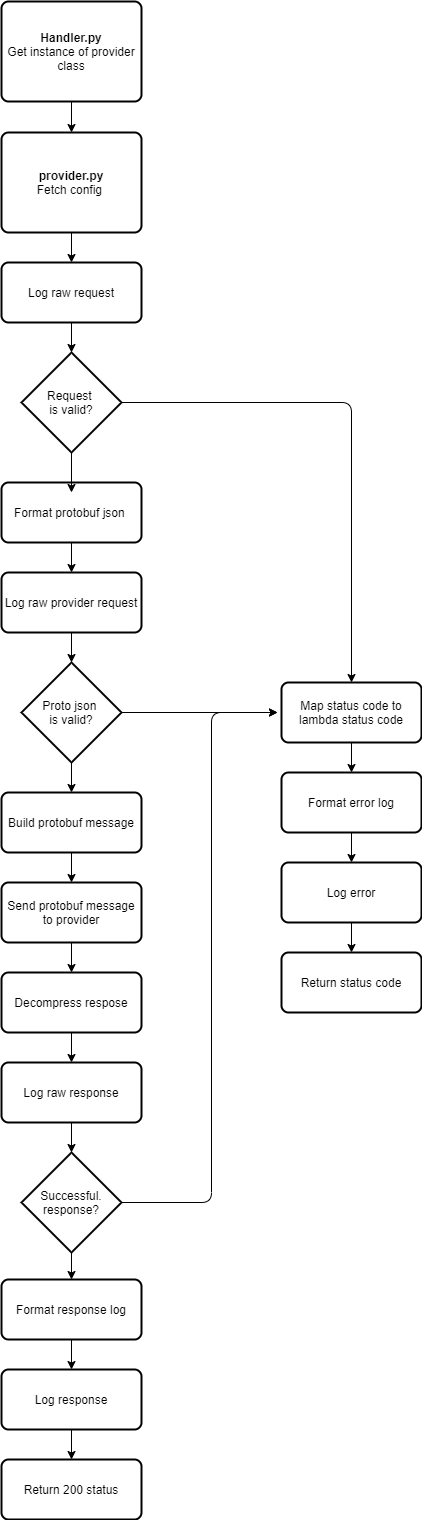 Handler.py
Get instance of provider
class
provider.py
Fetch config
Log raw request
Request
is valid?
Format protobuf json
Log raw provider request
Proto json
is valid?
Map status code to
lambda status code
Format error log
Build protobuf message
Log error
Send protobuf message
to provider
Return status code
Decompress respose
Log raw response
Successful.
response?
Format response log
Log response
Return 200 status